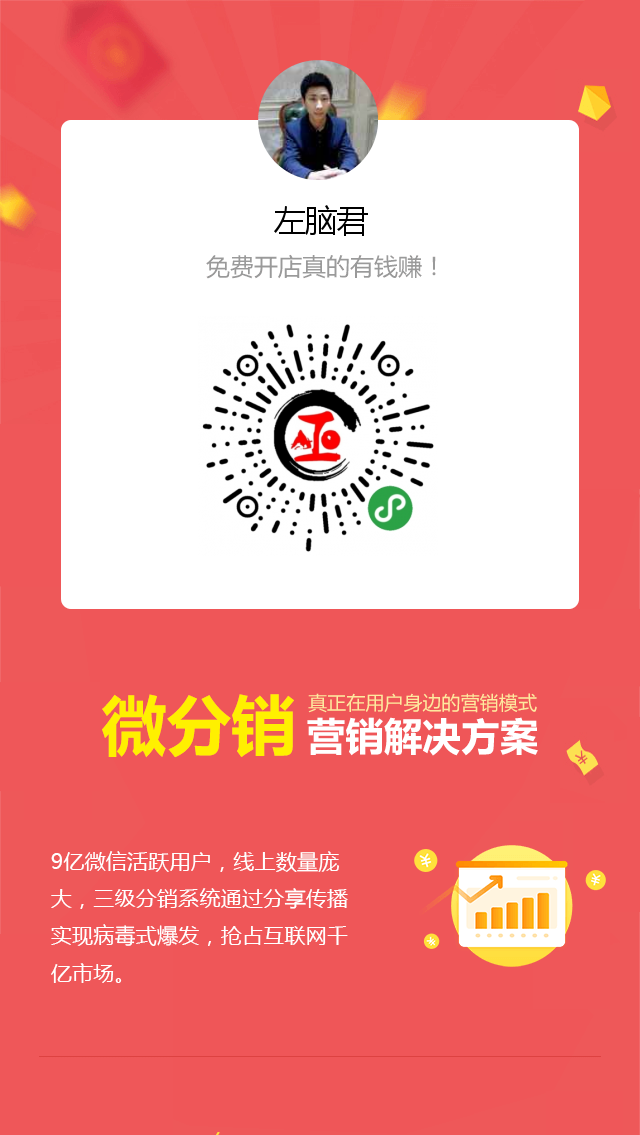 左脑君
免费开店真的有钱赚！
微分销
真正在用户身边的营销模式
营销解决方案
9亿微信活跃用户，线上数量庞
大，三级分销系统通过分享传播
实现病毒式爆发，抢占互联网千
亿市场。